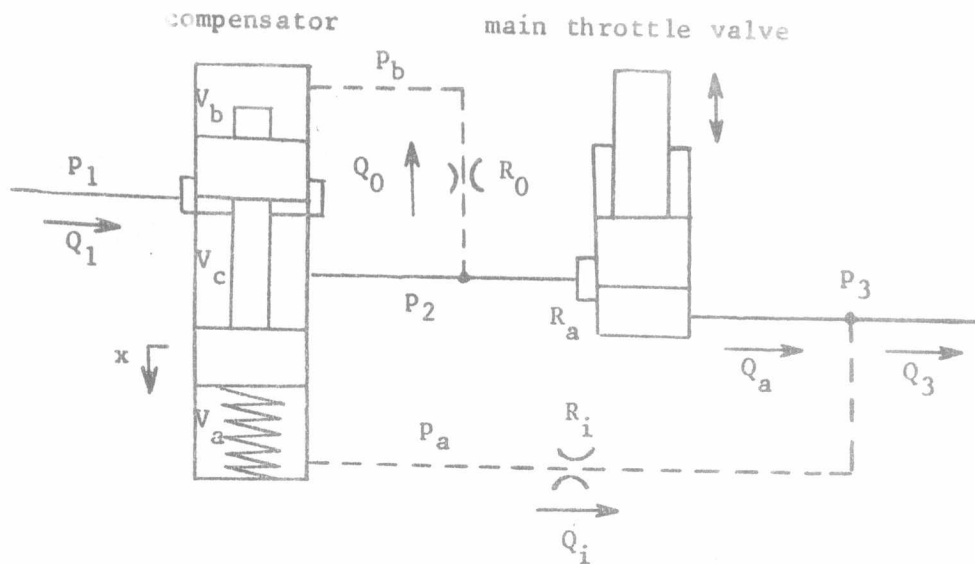 compensator
main throttle valve
P_b
V_b
Q_0
R_0
P_1
Q_1
V_c
P_2
P_3
R_a
x
Q_a
Q_3
V_a
R_i
P_a
Q_i